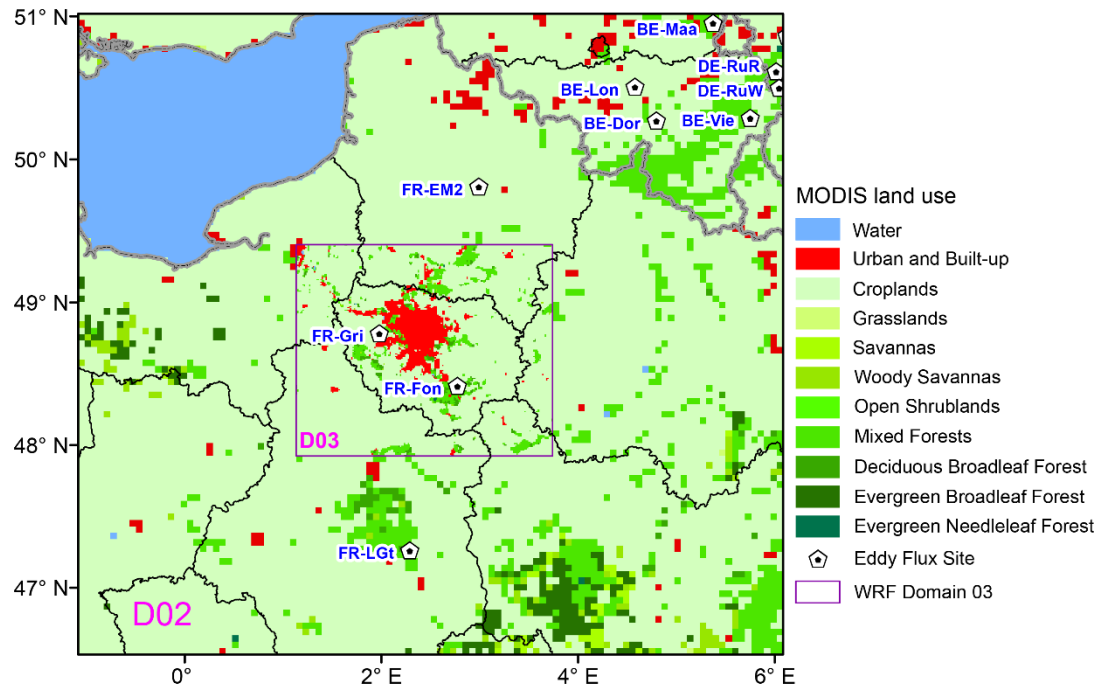 51° N
50° N
49° N
48° N
47° N
0°
2° E
4° E
6° E
BE-Maa
DE-RuR
BE-Lon
DE-RuW
BE-Dor
BE-Vie
FR-EM2
FR-Gri
FR-Fon
D03
FR-LGt
D02
MODIS land use
Water
Urban and Built-up
Croplands
Grasslands
Savannas
Woody Savannas
Open Shrublands
Mixed Forests
Deciduous Broadleaf Forest
Evergreen Broadleaf Forest
Evergreen Needleleaf Forest
Eddy Flux Site
WRF Domain 03